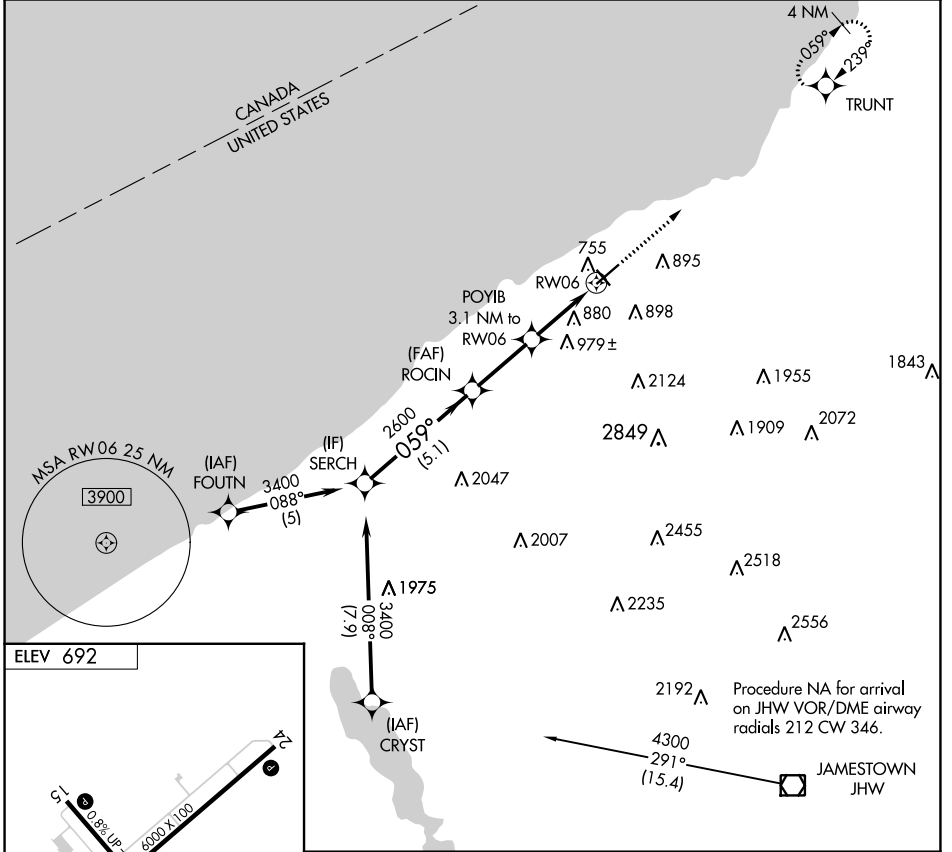 4 NM
059°
239°
TRUNT
CANADA
UNITED STATES
755
RW06
895
POYIB
3.1 NM to
RW06
880
898
979±
(FAF)
ROCIN
2124
1955
1843
2600
059°
(5.1)
2849
1909
2072
(IF)
SERCH
MSA RW06 25 NM
3900
(IAF)
FOUTN
3400
088°
(5)
2047
2007
2455
2518
1975
3400
008°
(7.9)
2235
2556
ELEV 692
2192
Procedure NA for arrival
on JHW VOR/DME airway
radials 212 CW 346.
(IAF)
CRYST
4300
291°
(15.4)
JAMESTOWN
JHW
24
P
15
P
0.8% UP
6000 X 100